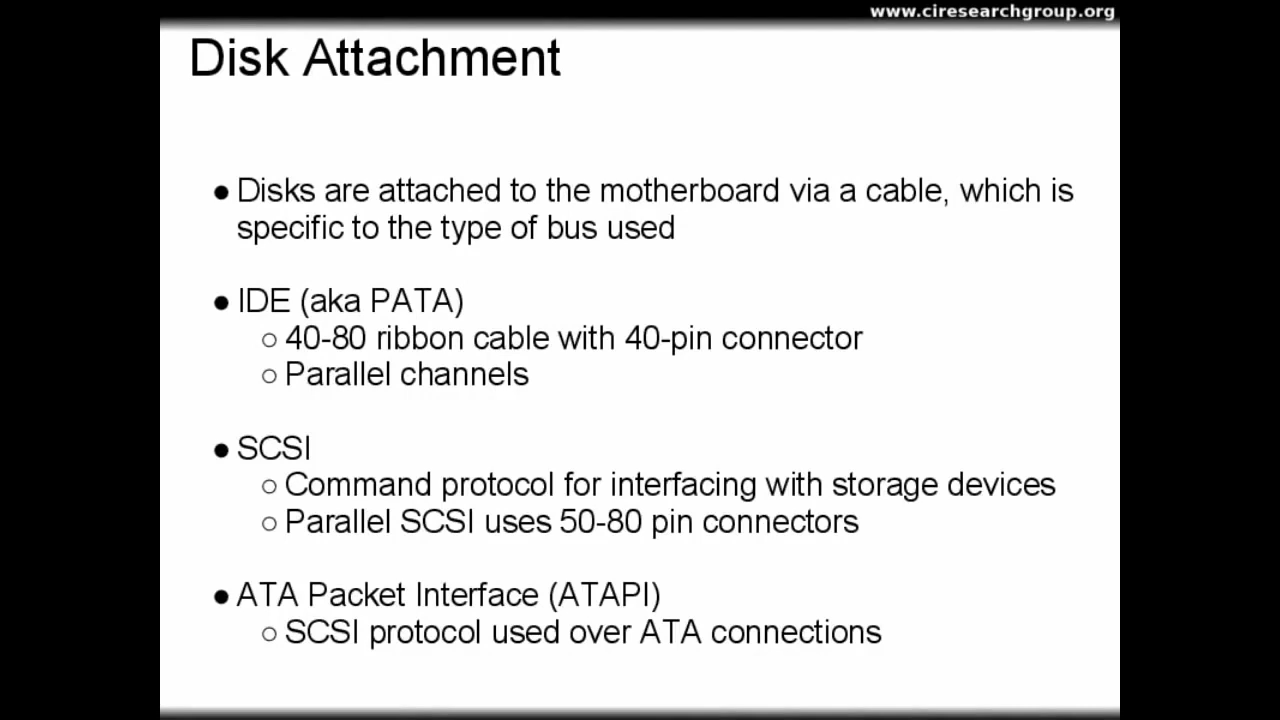 www.ciresearchgroup.org
Disk Attachment
● Disks are attached to the motherboard via a cable, which is
specific to the type of bus used
● IDE (aka PATA)
○ 40-80 ribbon cable with 40-pin connector
○ Parallel channels
● SCSI
○ Command protocol for interfacing with storage devices
○ Parallel SCSI uses 50-80 pin connectors
● ATA Packet Interface (ATAPI)
○ SCSI protocol used over ATA connections